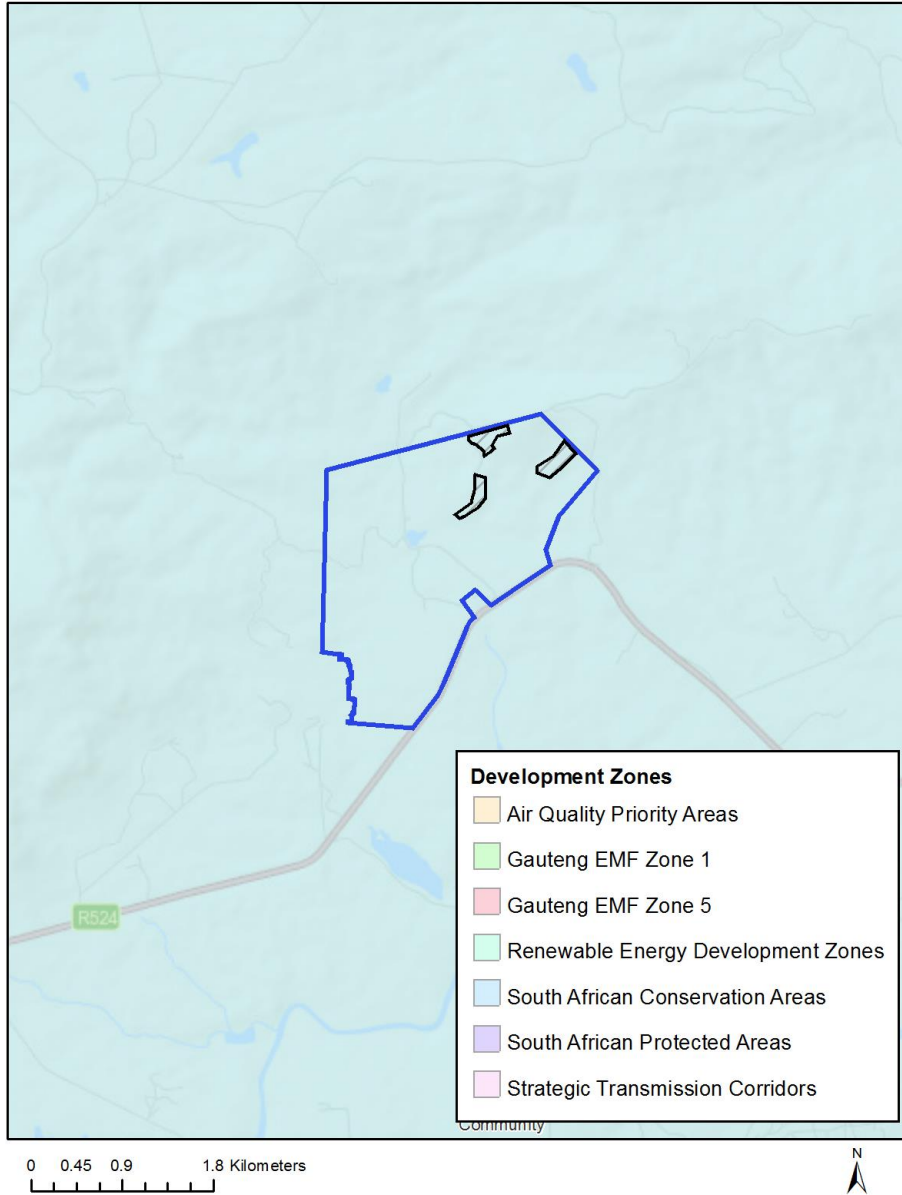 R524
Development Zones
Air Quality Priority Areas
Gauteng EMF Zone 1
Gauteng EMF Zone 5
Renewable Energy Development Zones
South African Conservation Areas
South African Protected Areas
Strategic Transmission Corridors
Community
0 0.45 0.9 1.8 Kilometers
N